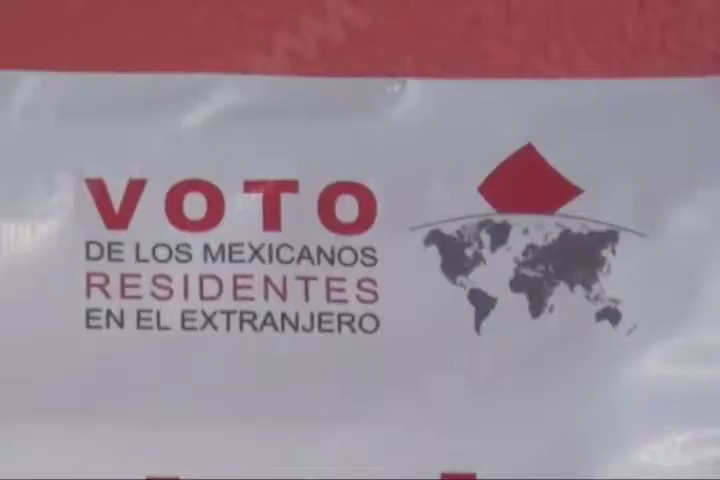 VOTO
DE LOS MEXICANOS
RESIDENTES
EN EL EXTRANJERO